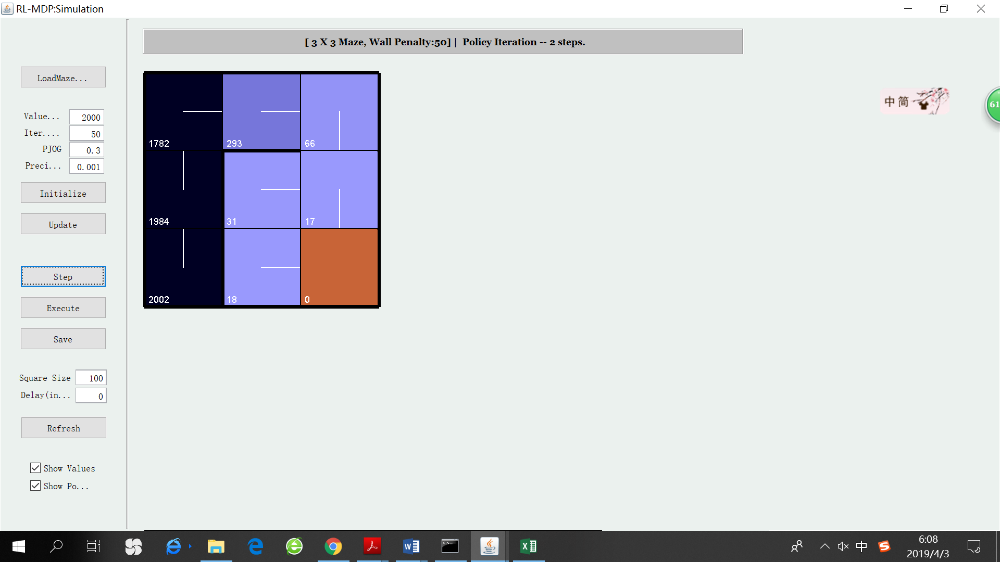 RL-MDP:Simulation
[ 3 X 3 Maze, Wall Penalty:50] | Policy Iteration -- 2 steps.
LoadMaze...
Value... 2000
Iter.... 50
PJOG 0.3
Preci... 0.001
Initialize
Update
Step
Execute
Save
Square Size 100
Delay(in... 0
Refresh
Show Values
Show Po...
1782 293 66
1984 31 17
2002 18 0
中 简
61
中
6:08
2019/4/3